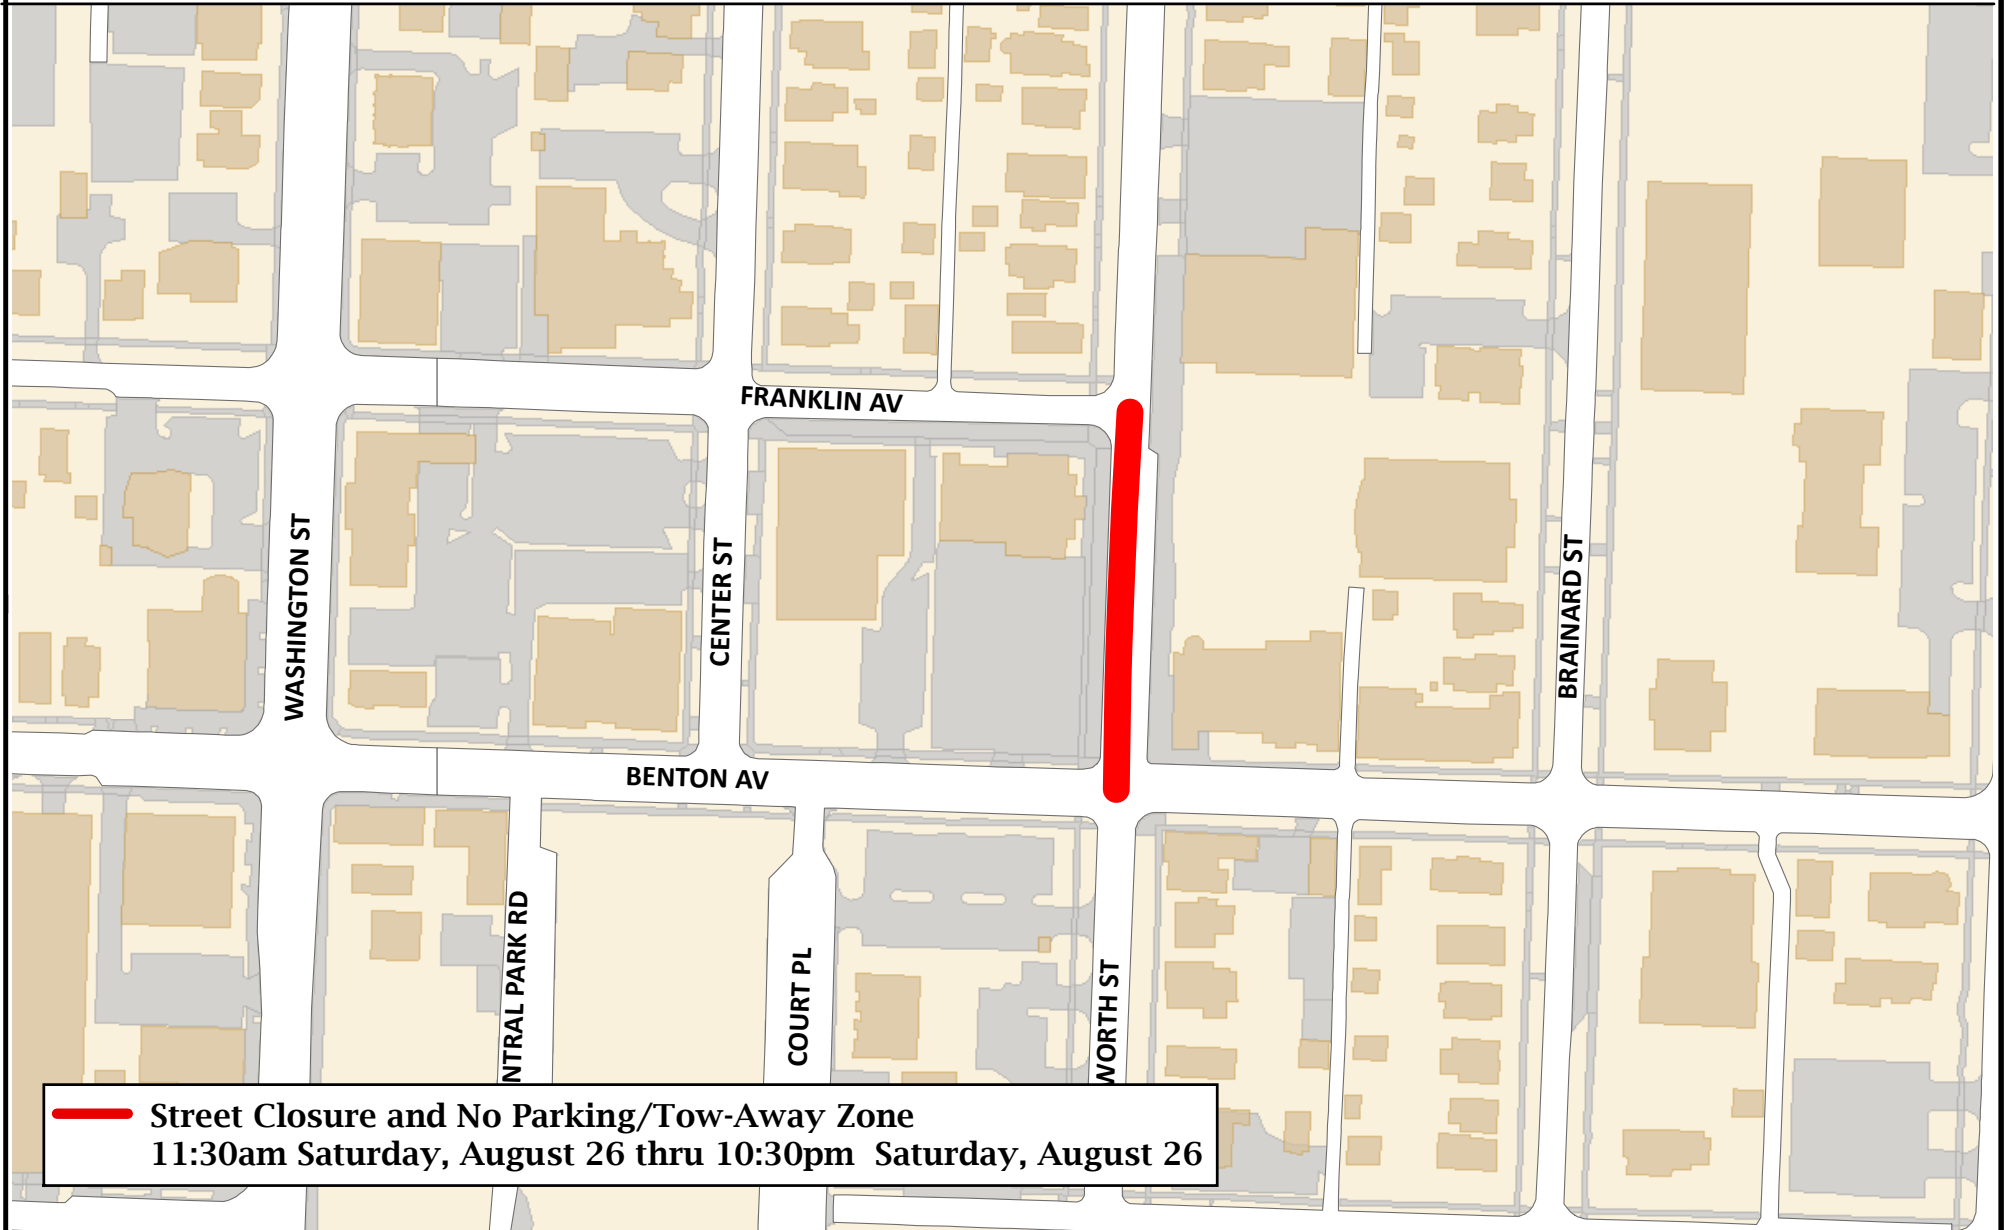 FRANKLIN AV
WASHINGTON ST
CENTER ST
BRAINARD ST
BENTON AV
NTRAL PARK RD
COURT PL
WORTH ST
Street Closure and No Parking/Tow-Away Zone
11:30am Saturday, August 26 thru 10:30pm Saturday, August 26